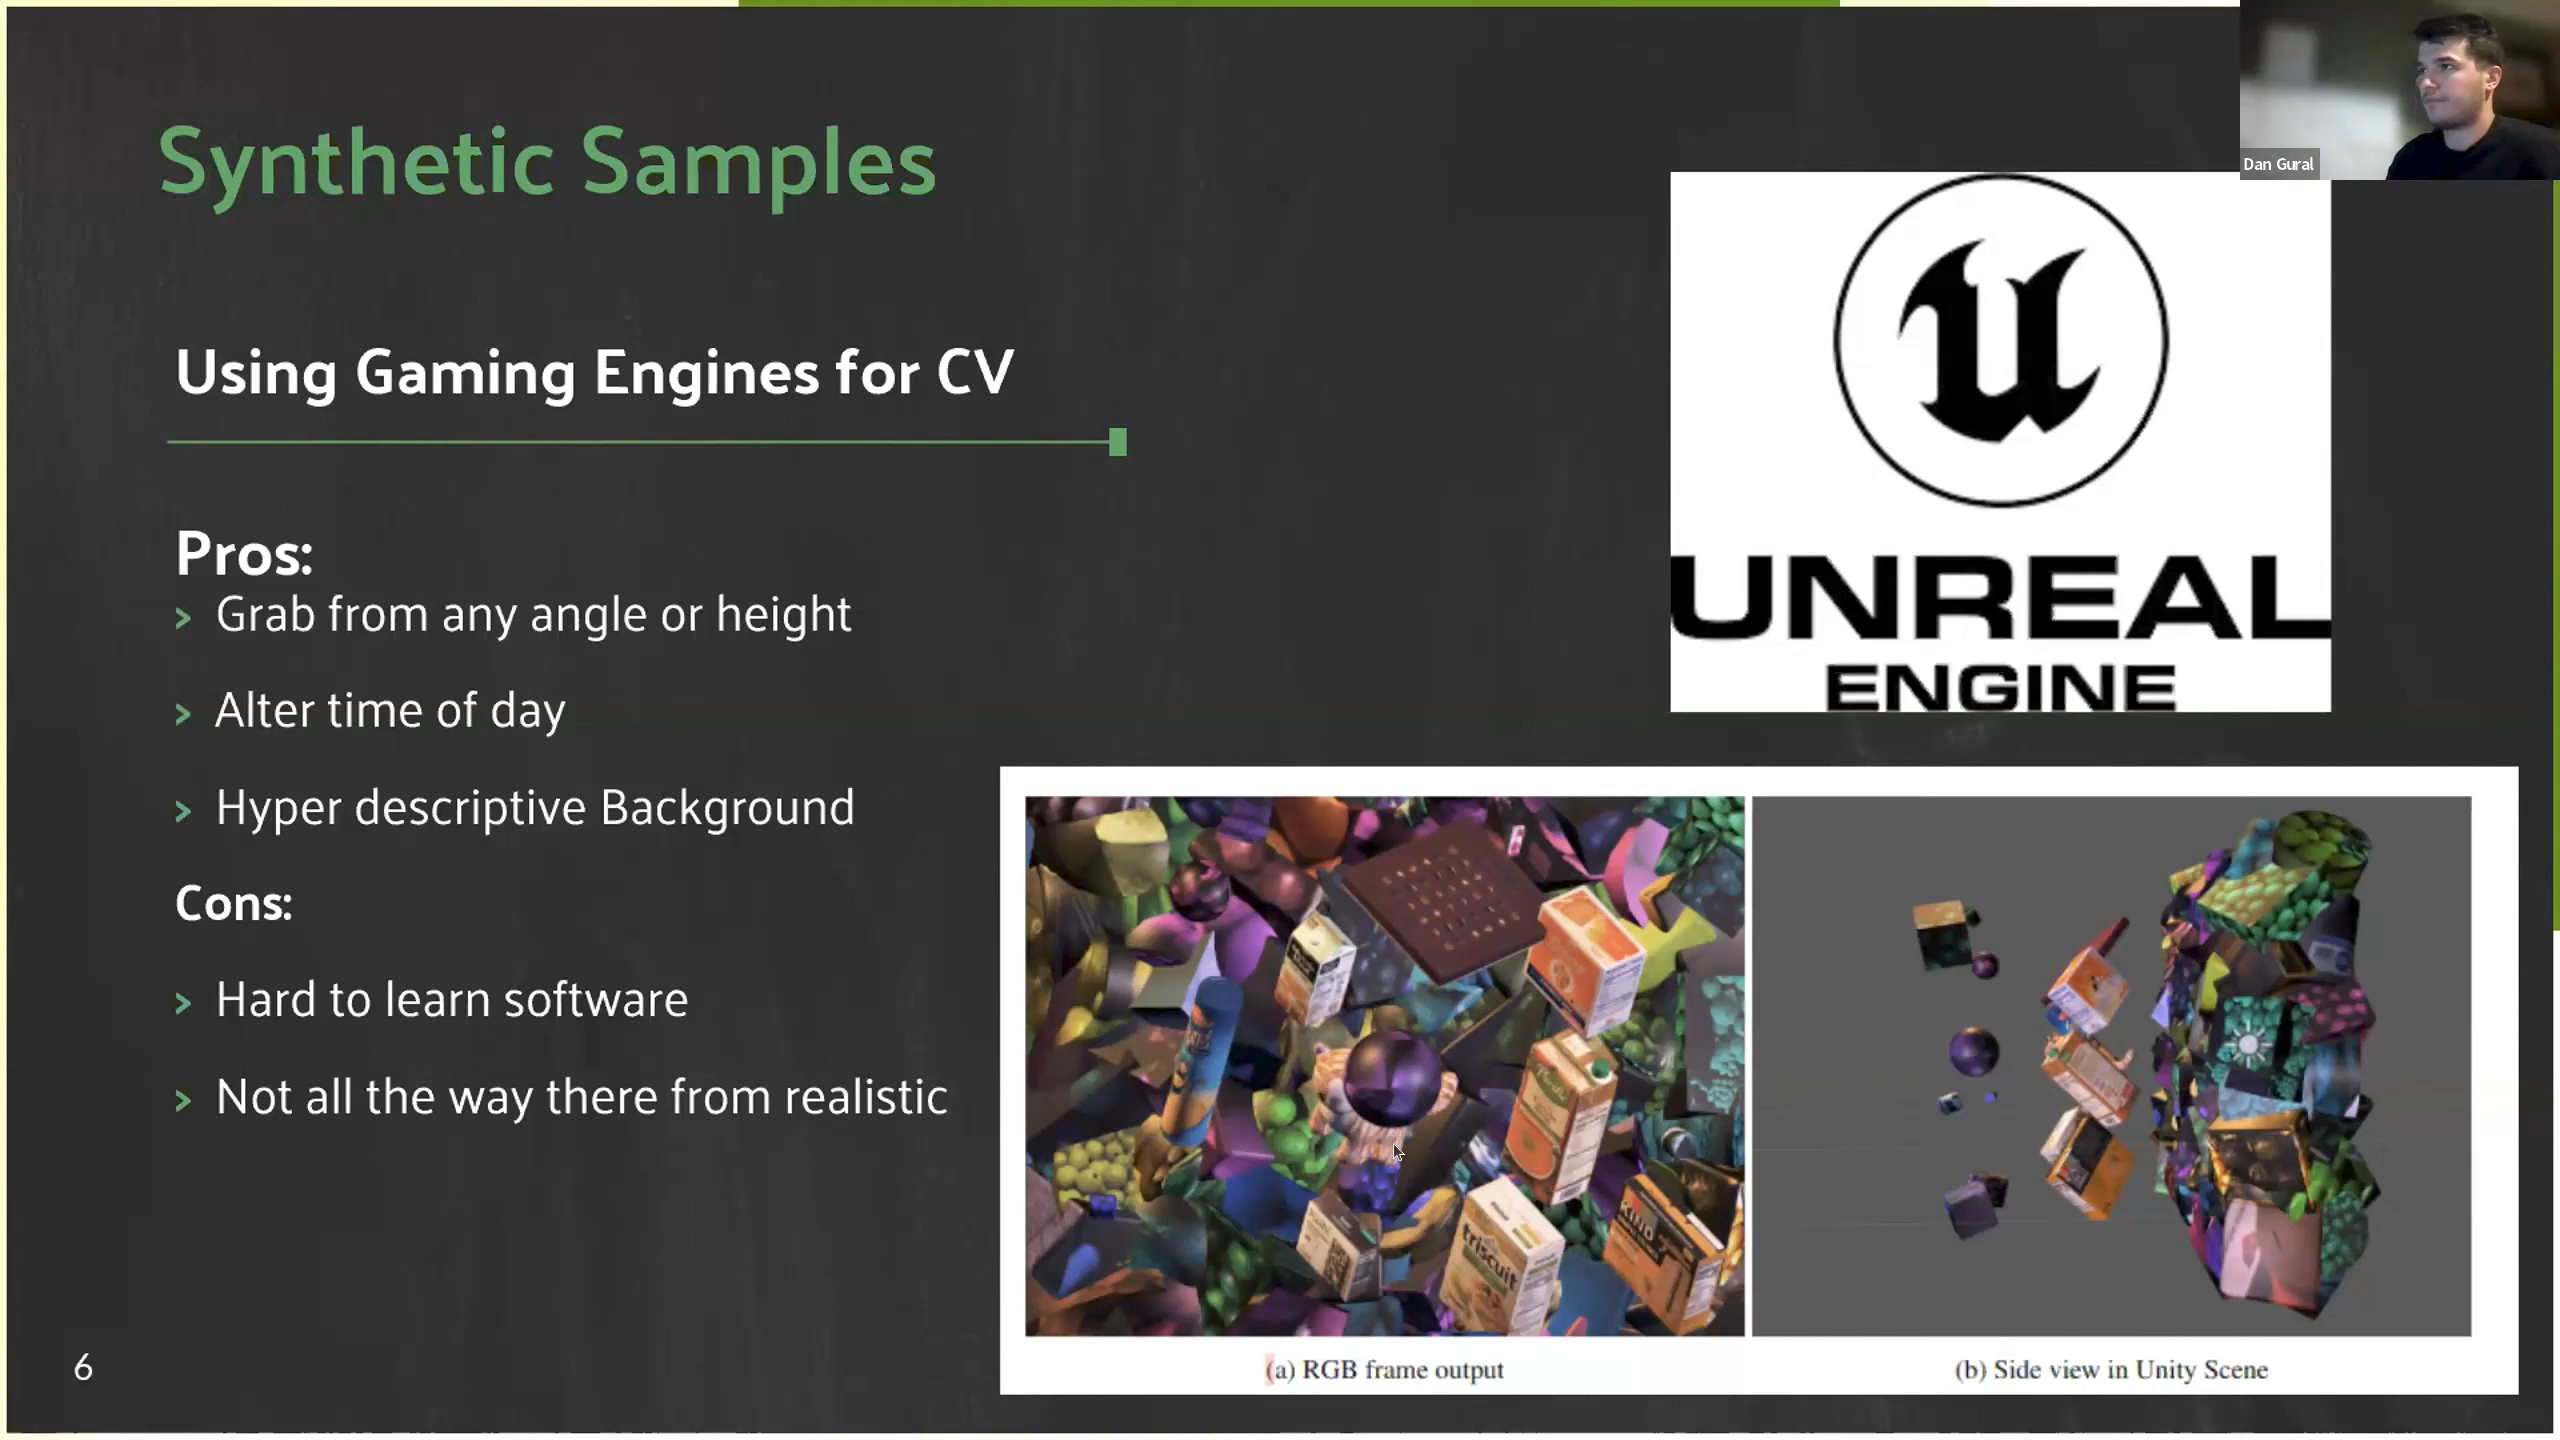 Synthetic Samples
Dan Gural
Using Gaming Engines for CV
UNREAL
ENGINE
Pros:
> Grab from any angle or height
> Alter time of day
> Hyper descriptive Background
Cons:
> Hard to learn software
> Not all the way there from realistic
triscuit
KIND
(a) RGB frame output
(b) Side view in Unity Scene
6